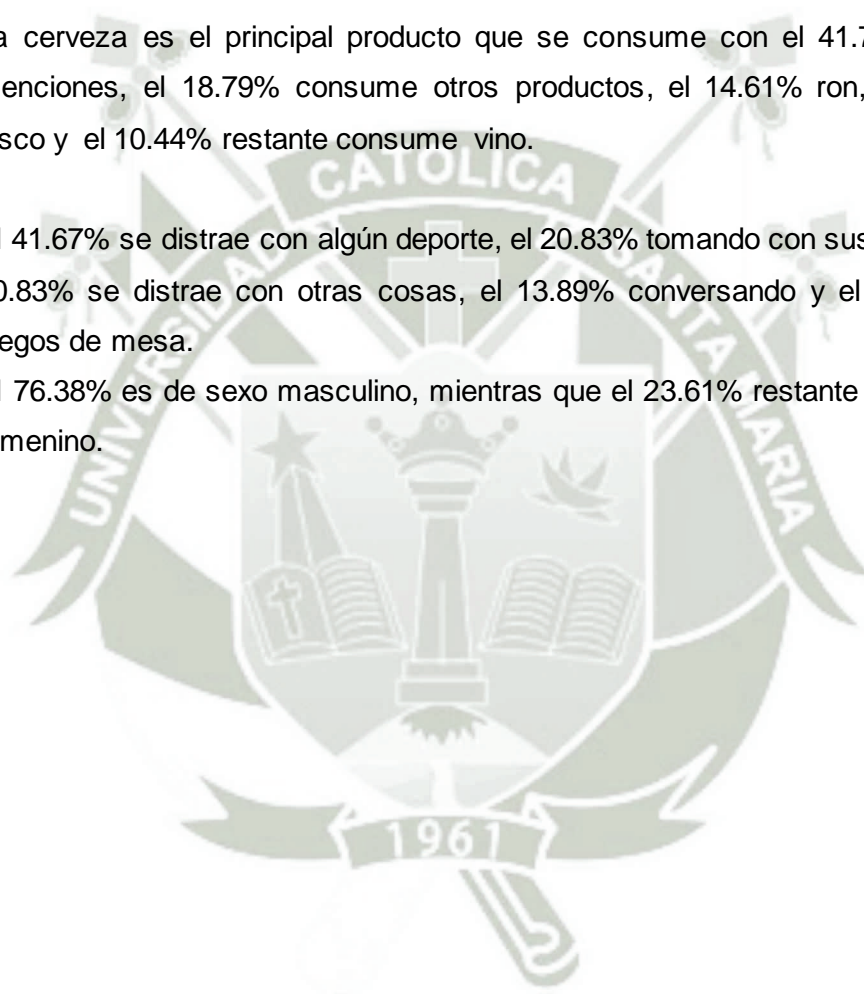 a cerveza es el principal producto que se consume con el 41.7
enciones, el 18.79% consume otros productos, el 14.61% ron,
sco y el 10.44% restante consume vino.
l 41.67% se distrae con algún deporte, el 20.83% tomando con sus
0.83% se distrae con otras cosas, el 13.89% conversando y el
egos de mesa.
l 76.38% es de sexo masculino, mientras que el 23.61% restante
menino.
UNIVERSIDAD CATOLICA SANTA MARIA
1961